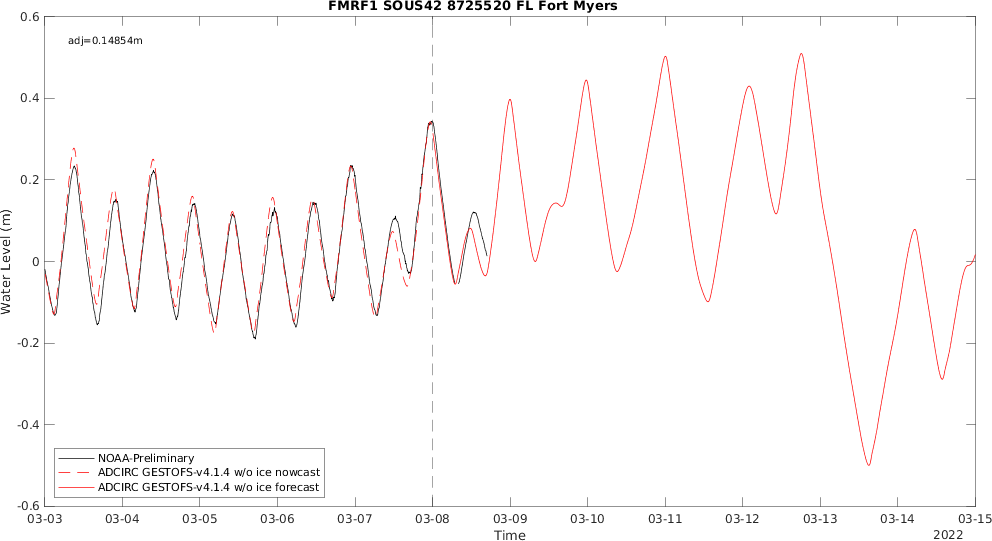 FMRF1 SOUS42 8725520 FL Fort Myers
adj=0.14854m
Water Level (m)
0.6
0.4
0.2
0
-0.2
-0.4
-0.6
NOAA-Preliminary
ADCIRC GESTOFS-v4.1.4 w/o ice nowcast
ADCIRC GESTOFS-v4.1.4 w/o ice forecast
03-03 03-04 03-05 03-06 03-07 03-08 03-09 03-10 03-11 03-12 03-13 03-14 03-15
Time
2022